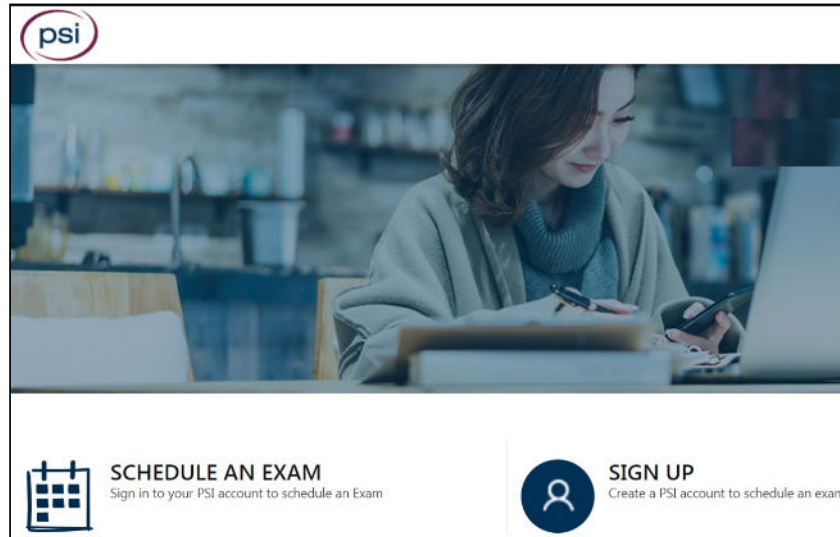 psi
SCHEDULE AN EXAM
Sign in to your PSI account to schedule an Exam
SIGN UP
Create a PSI account to schedule an exam